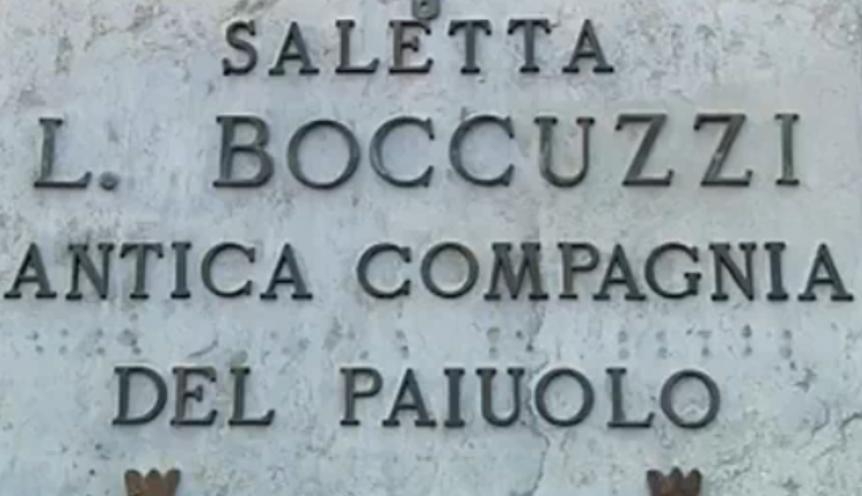 SALETTA
L. BOCCUZZI
ANTICA COMPAGNIA
DEL PAIUOLO